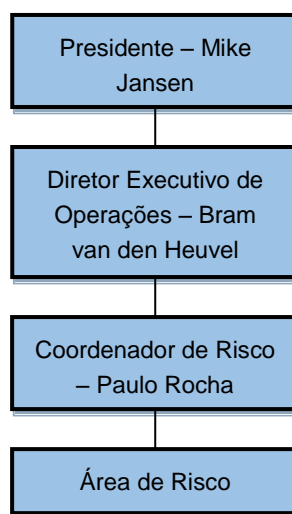 Presidente – Mike
Jansen
Diretor Executivo de
Operações – Bram
van den Heuvel
Coordenador de Risco
– Paulo Rocha
Área de Risco